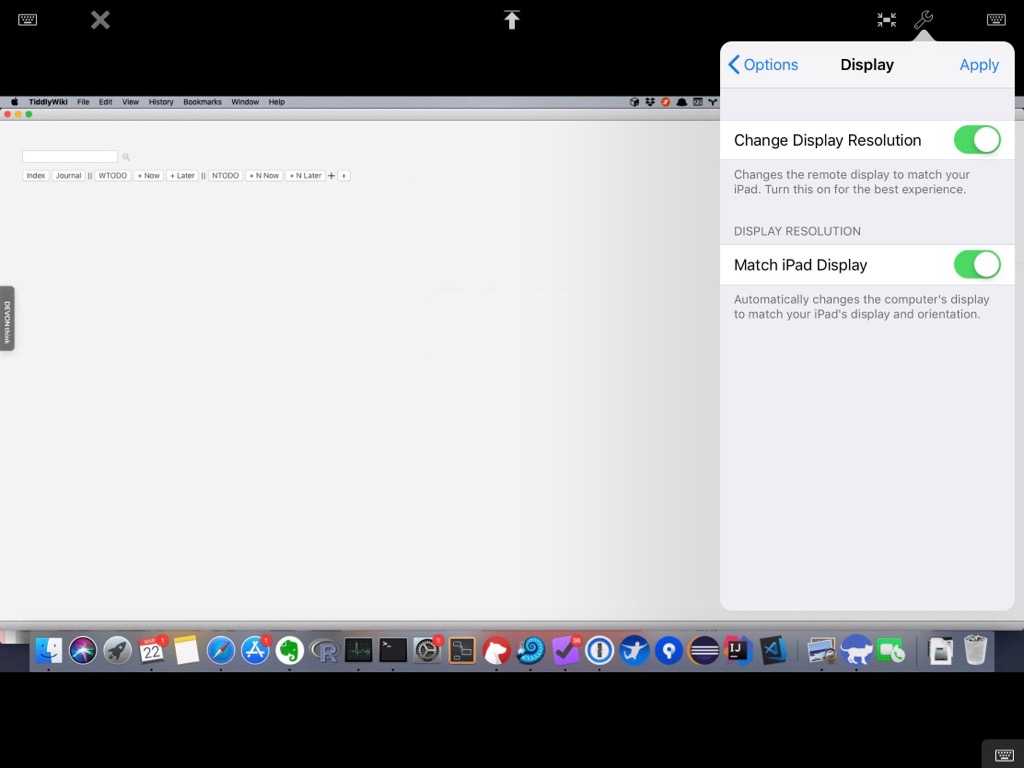 Options
Display
Apply
TiddlyWiki File Edit View History Bookmarks Window Help
Change Display Resolution
Changes the remote display to match your
iPad. Turn this on for the best experience.
Index Journal || WTODO + Now + Later || NTODO + N Now + N Later + +
DISPLAY RESOLUTION
Match iPad Display
Automatically changes the computer's display
to match your iPad's display and orientation.
DEVONthink
MAR 1
22
1
R
1
36
IJ